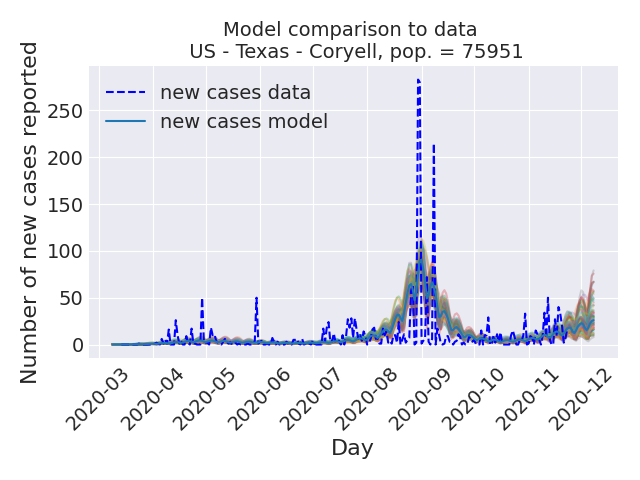 Model comparison to data
US - Texas - Coryell, pop. = 75951
Number of new cases reported
250
200
150
100
50
0
new cases data
new cases model
2020-03
2020-04
2020-05
2020-06
2020-07
2020-08
2020-09
2020-10
2020-11
2020-12
Day